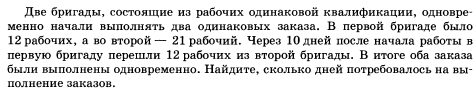 Две бригады, состоящие из рабочих одинаковой квалификации, одновре-
менно начали выполнять два одинаковых заказа. В первой бригаде было
12 рабочих, а во второй — 21 рабочий. Через 10 дней после начала работы в
первую бригаду перешли 12 рабочих из второй бригады. В итоге оба заказа
были выполнены одновременно. Найдите, сколько дней потребовалось на вы-
полнение заказов.